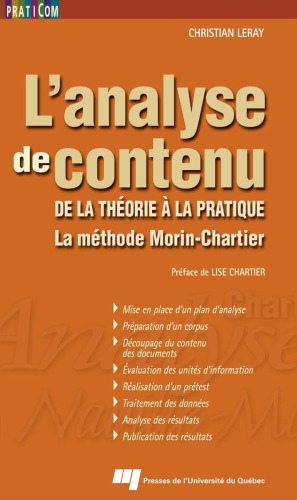 PRATICOM
CHRISTIAN LERAY
L'analyse
de contenu
DE LA THÉORIE À LA PRATIQUE
La méthode Morin-Chartier
Préface de LISE CHARTIER
Mise en place d'un plan d'analyse
Préparation d'un corpus
Découpage du contenu
des documents
Évaluation des unités d'information
Réalisation d'un prétest
Traitement des données
Analyse des résultats
Publication des résultats
Presses de l'Université du Québec